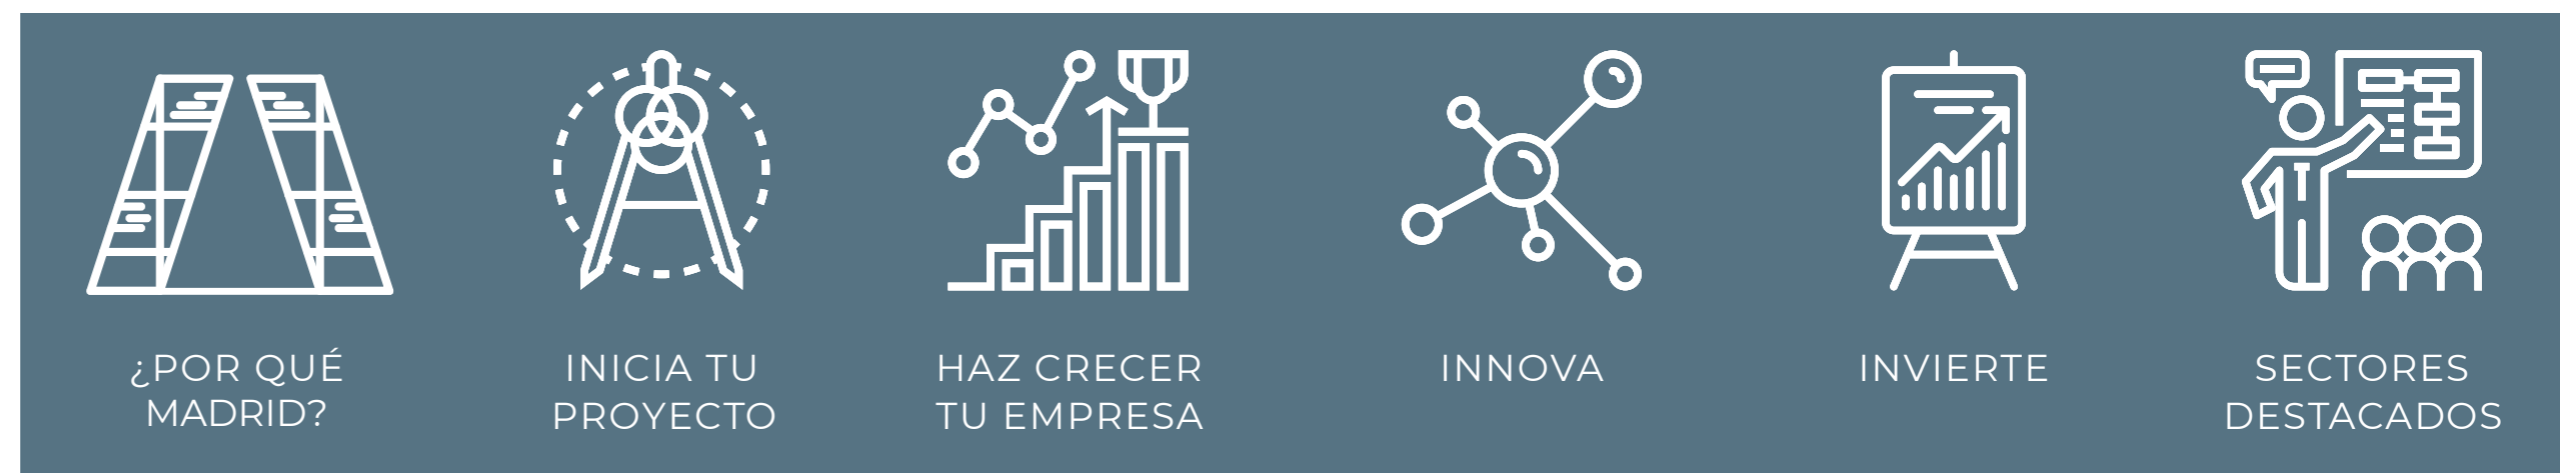 ¿POR QUÉ
MADRID?
INICIA TU
PROYECTO
HAZ CRECER
TU EMPRESA
INNOVA
INVIERTE
SECTORES
DESTACADOS